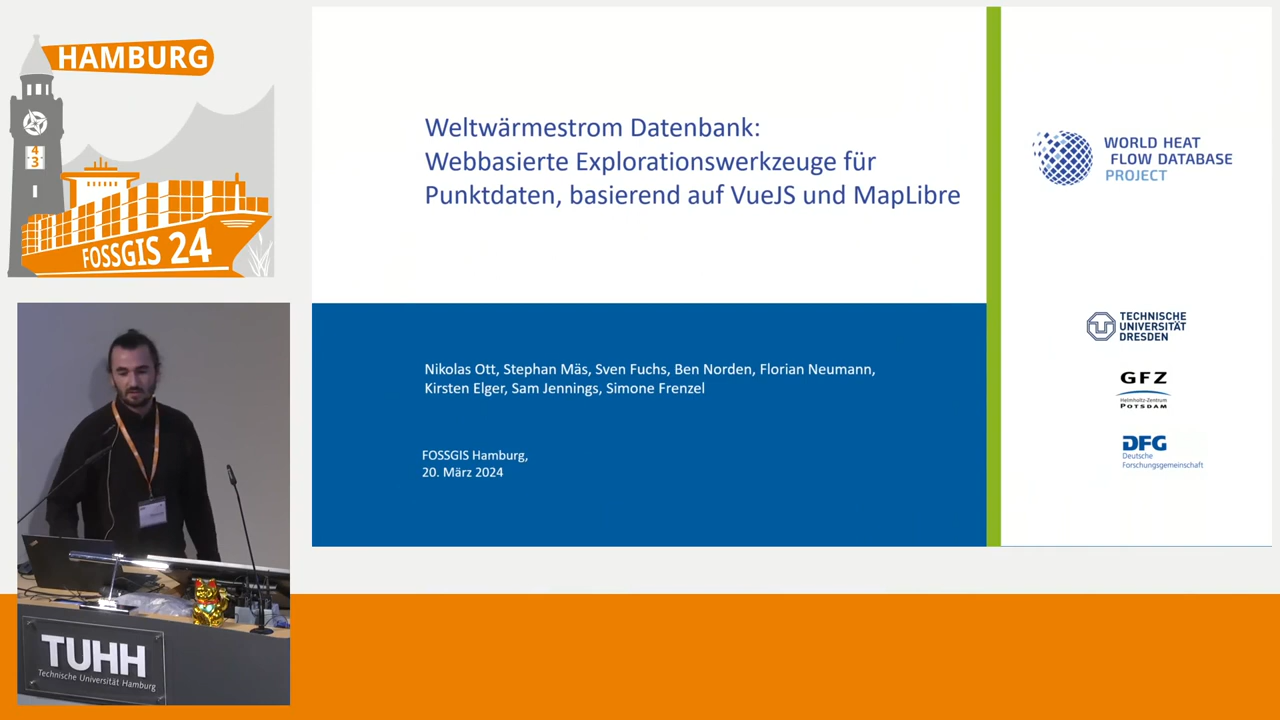 HAMBURG
4
3
FOSSGIS 24
Weltwärmestrom Datenbank:
Webbasierte Explorationswerkzeuge für
Punktdaten, basierend auf VueJS und MapLibre
Nikolas Ott, Stephan Mäs, Sven Fuchs, Ben Norden, Florian Neumann,
Kirsten Elger, Sam Jennings, Simone Frenzel
FOSSGIS Hamburg,
20. März 2024
WORLD HEAT
FLOW DATABASE
PROJECT
TECHNISCHE
UNIVERSITÄT
DRESDEN
GFZ
Helmholtz-Zentrum
POTSDAM
DFG
Deutsche
Forschungsgemeinschaft
TUHH
Technische Universität Hamburg